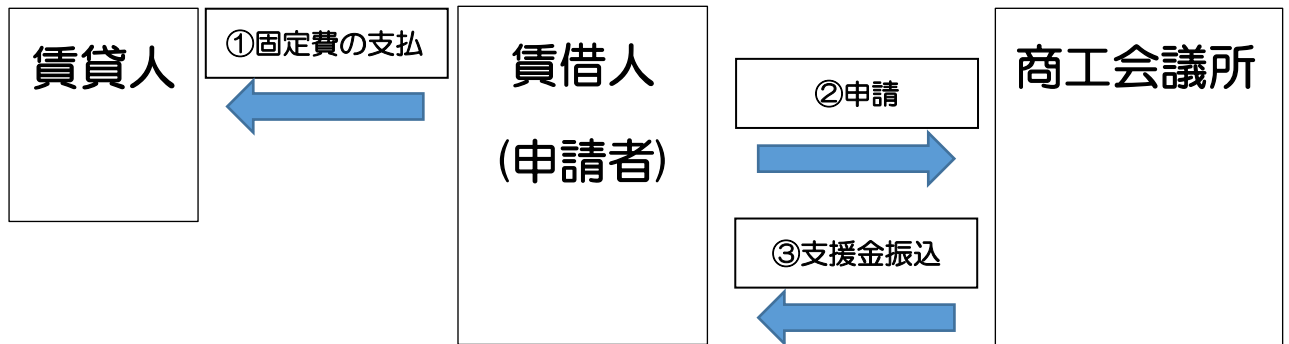 賃貸人
①固定費の支払
賃借人
(申請者)
②申請
③支援金振込
商工会議所